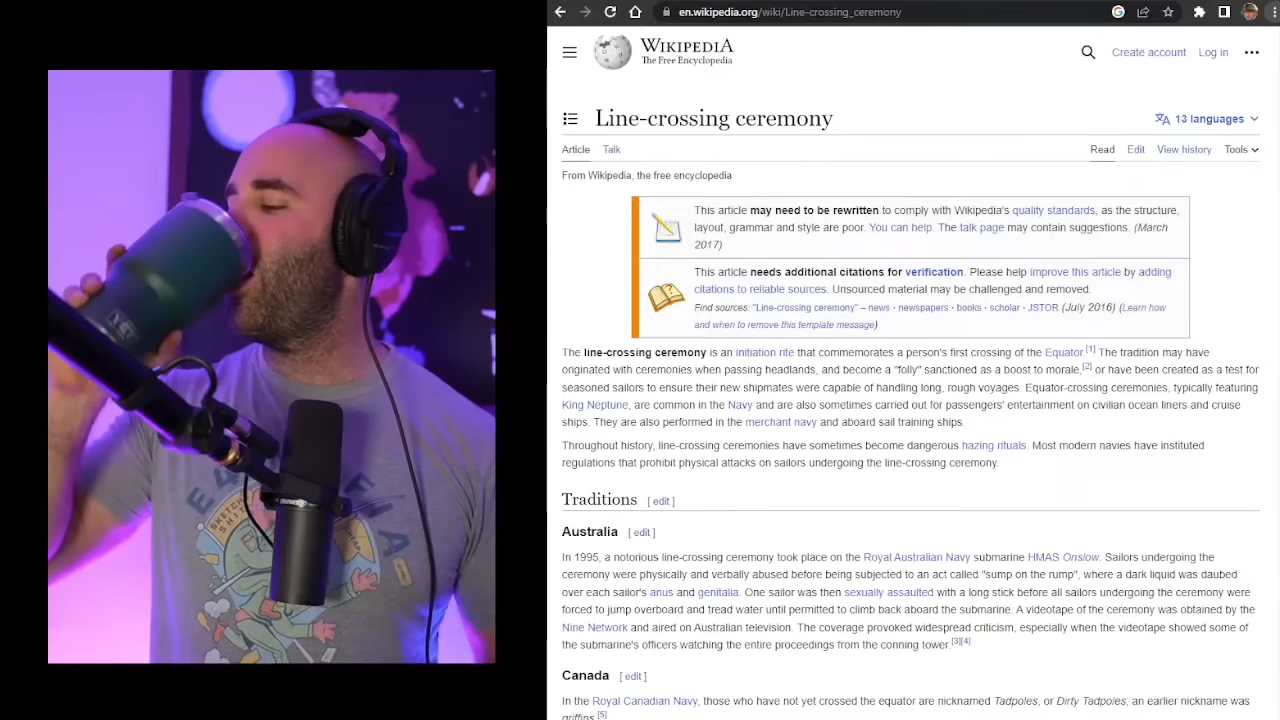 en.wikipedia.org/wiki/Line-crossing_ceremony
WIKIPEDIA
The Free Encyclopedia
Create account Log in
Line-crossing ceremony
13 languages
Article Talk Read Edit View history Tools
From Wikipedia, the free encyclopedia
This article may need to be rewritten to comply with Wikipedia's quality standards, as the structure,
layout, grammar and style are poor. You can help. The talk page may contain suggestions. (March
2017)
This article needs additional citations for verification. Please help improve this article by adding
citations to reliable sources. Unsourced material may be challenged and removed.
Find sources: "Line-crossing ceremony" – news · newspapers · books · scholar · JSTOR (July 2016) (Learn how
and when to remove this template message)
The line-crossing ceremony is an initiation rite that commemorates a person's first crossing of the Equator.[1] The tradition may have
originated with ceremonies when passing headlands, and become a "folly" sanctioned as a boost to morale,[2] or have been created as a test for
seasoned sailors to ensure their new shipmates were capable of handling long, rough voyages. Equator-crossing ceremonies, typically featuring
King Neptune, are common in the Navy and are also sometimes carried out for passengers' entertainment on civilian ocean liners and cruise
ships. They are also performed in the merchant navy and aboard sail training ships.
Throughout history, line-crossing ceremonies have sometimes become dangerous hazing rituals. Most modern navies have instituted
regulations that prohibit physical attacks on sailors undergoing the line-crossing ceremony.
Traditions [ edit ]
Australia [ edit ]
In 1995, a notorious line-crossing ceremony took place on the Royal Australian Navy submarine HMAS Onslow. Sailors undergoing the
ceremony were physically and verbally abused before being subjected to an act called "sump on the rump", where a dark liquid was daubed
over each sailor's anus and genitalia. One sailor was then sexually assaulted with a long stick before all sailors undergoing the ceremony were
forced to jump overboard and tread water until permitted to climb back aboard the submarine. A videotape of the ceremony was obtained by the
Nine Network and aired on Australian television. The coverage provoked widespread criticism, especially when the videotape showed some of
the submarine's officers watching the entire proceedings from the conning tower.[3][4]
Canada [ edit ]
In the Royal Canadian Navy, those who have not yet crossed the equator are nicknamed Tadpoles, or Dirty Tadpoles; an earlier nickname was
griffins.[5]
SKETCH